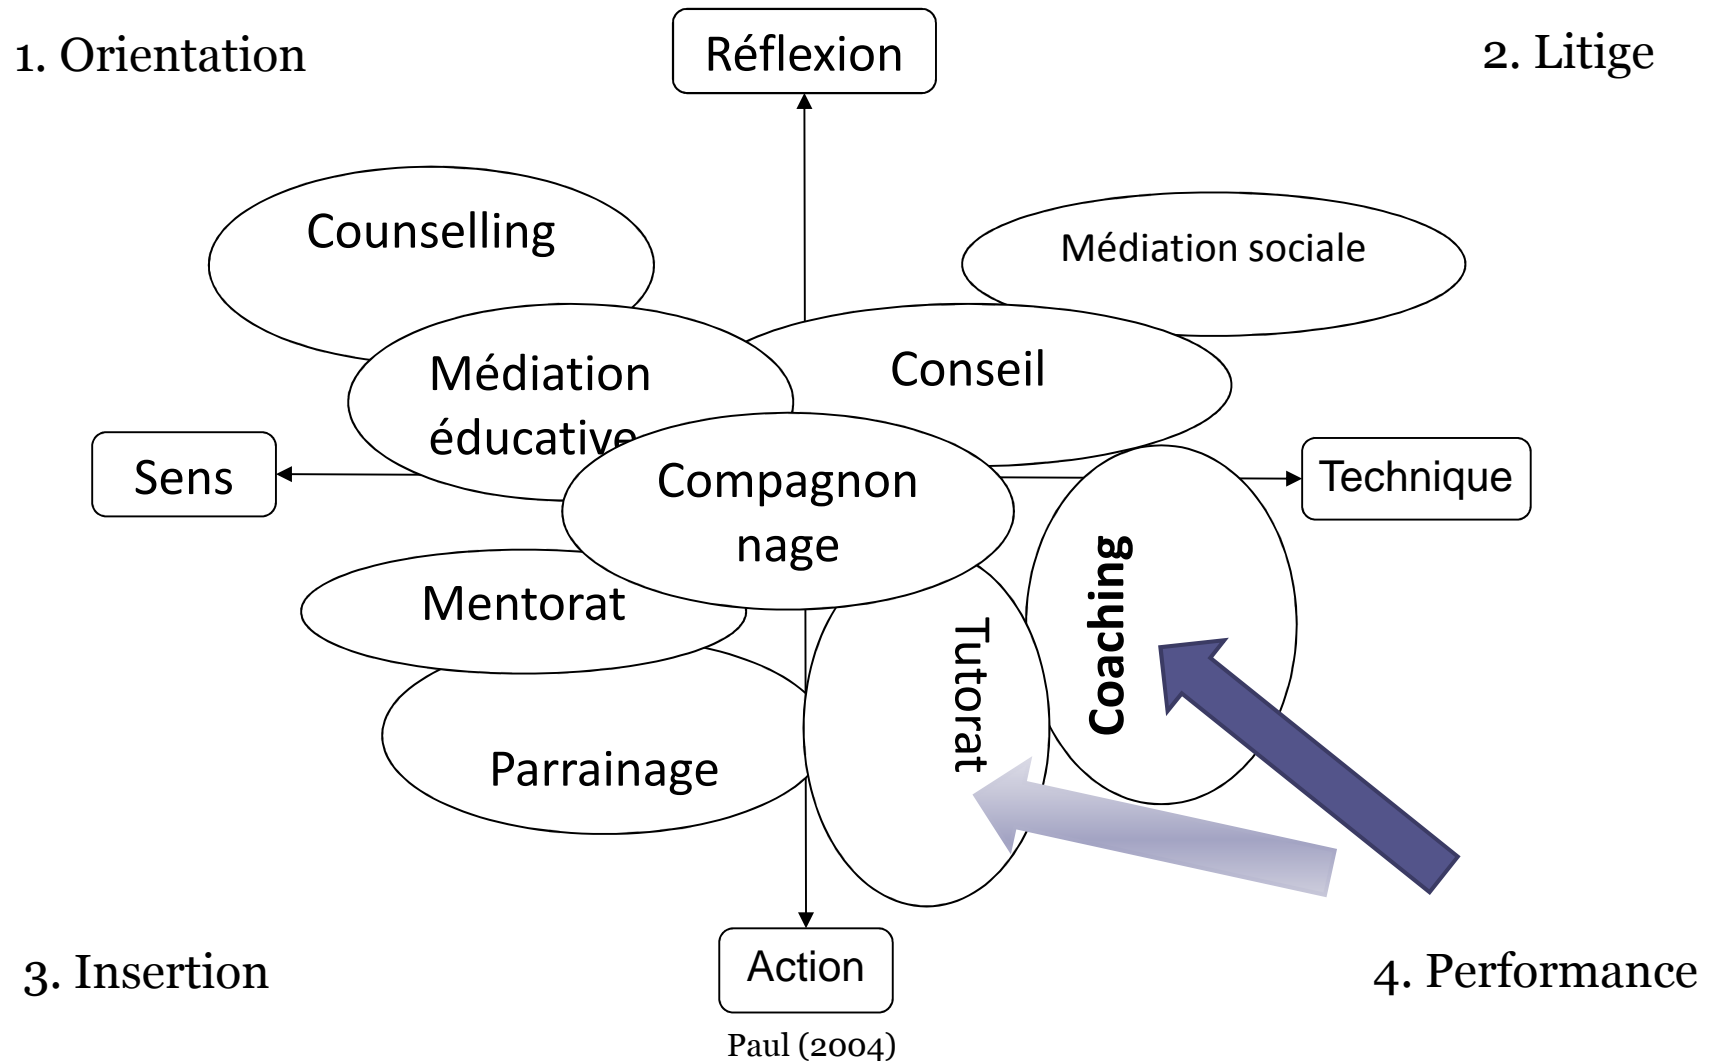 1. Orientation
Réflexion
2. Litige
Counselling
Médiation sociale
Médiation
éducative
Conseil
Sens
Compagnon
nage
Technique
Mentorat
Tutorat
Coaching
Parrainage
3. Insertion
Action
4. Performance
Paul (2004)